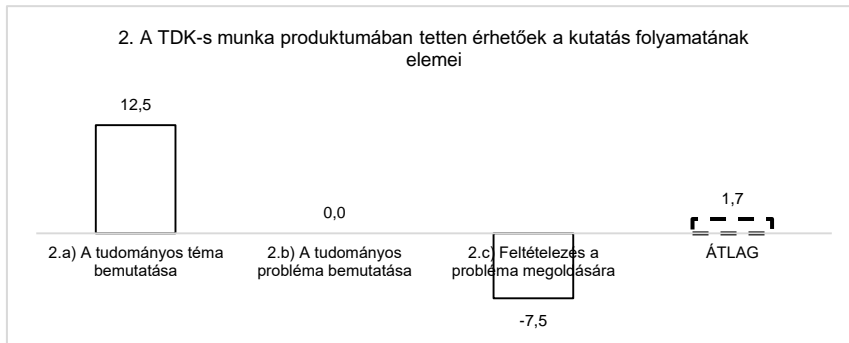 2. A TDK-s munka produktumában tetten érhetőek a kutatás folyamatának
elemei
12,5
0,0
-7,5
1,7
2.a) A tudományos téma
bemutatása
2.b) A tudományos
probléma bemutatása
2.c) Feltételezés a
probléma megoldására
ÁTLAG